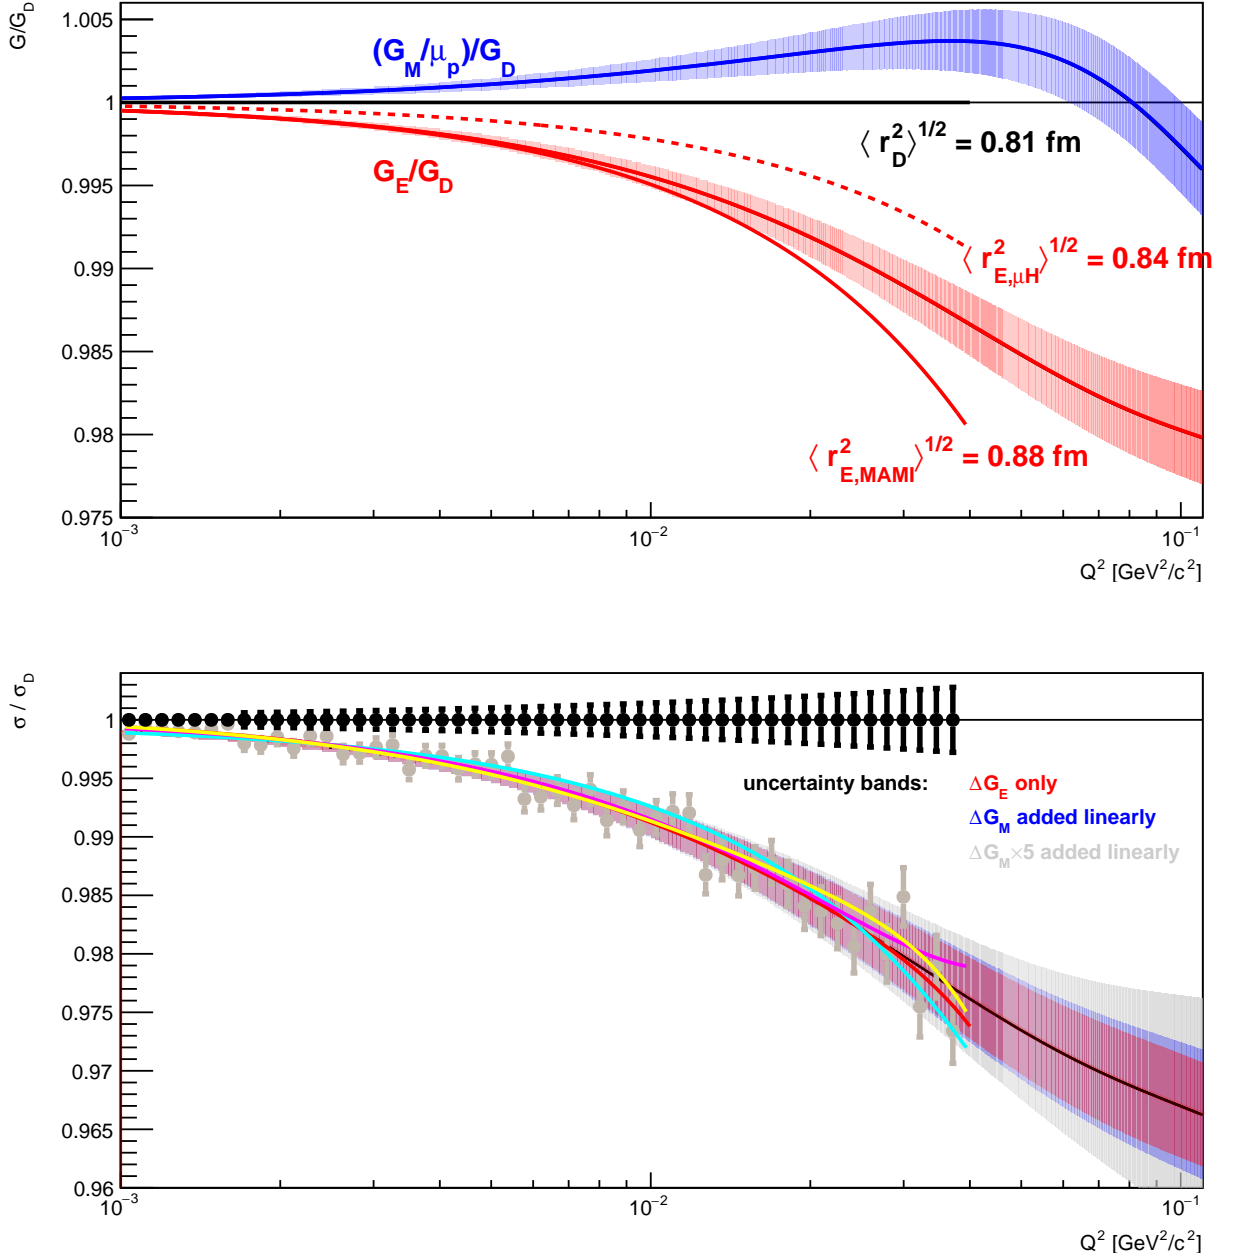 G/G_D
1.005
1
0.995
0.99
0.985
0.98
0.975
(G_M/μ_p)/G_D
G_E/G_D
⟨ r_D^2 ⟩^1/2 = 0.81 fm
⟨ r_E,μH^2 ⟩^1/2 = 0.84 fm
⟨ r_E,MAMI^2 ⟩^1/2 = 0.88 fm
10^−3
10^−2
10^−1
Q^2 [GeV^2/c^2]
σ / σ_D
1
0.995
0.99
0.985
0.98
0.975
0.97
0.965
0.96
uncertainty bands:
ΔG_E only
ΔG_M added linearly
ΔG_M×5 added linearly
10^−3
10^−2
10^−1
Q^2 [GeV^2/c^2]